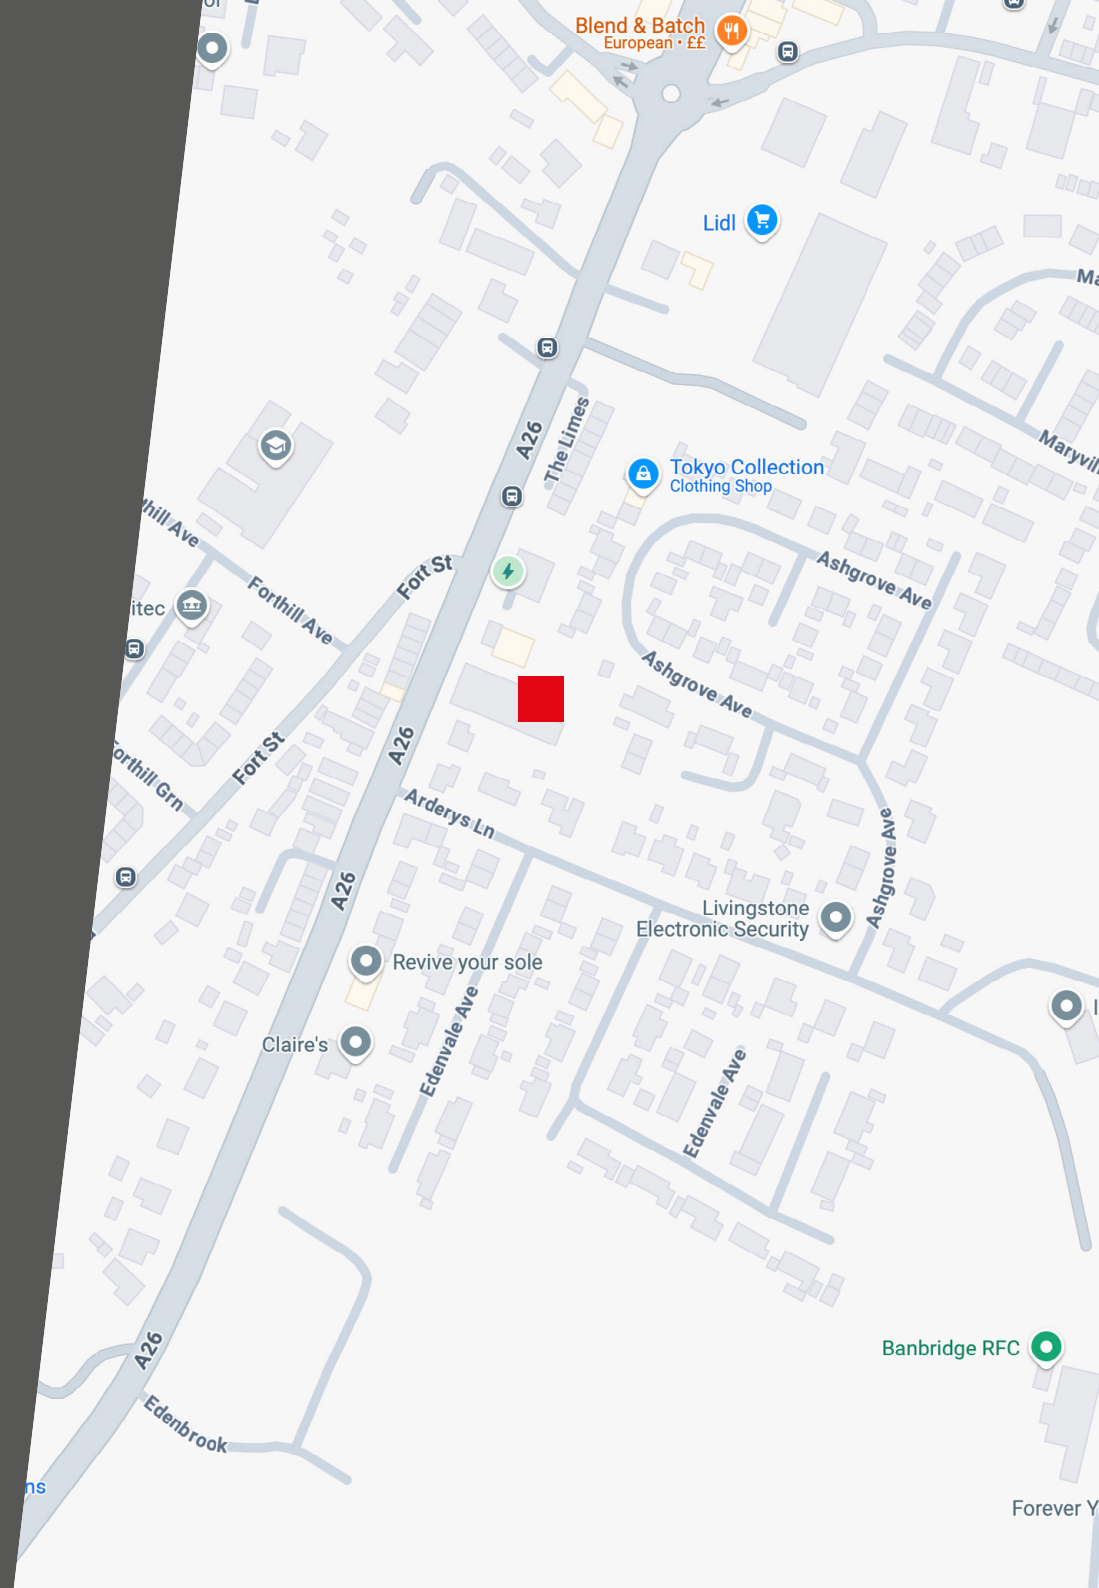 Blend & Batch
European • ££
Lidl
A26
The Limes
Tokyo Collection
Clothing Shop
Maryvill
thill Ave
Fort St
Forthill Ave
itec
Ashgrove Ave
Ashgrove Ave
A26
Fort St
orthill Grn
Arderys Ln
Ashgrove Ave
A26
Livingstone
Electronic Security
Revive your sole
Claire's
Edenvale Ave
Edenvale Ave
A26
Banbridge RFC
Edenbrook
ns
Forever Y